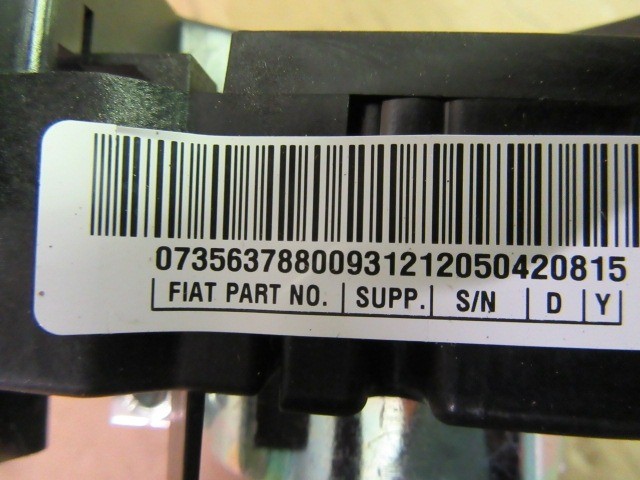 07356378800931212050420815
FIAT PART NO. SUPP. S/N D Y